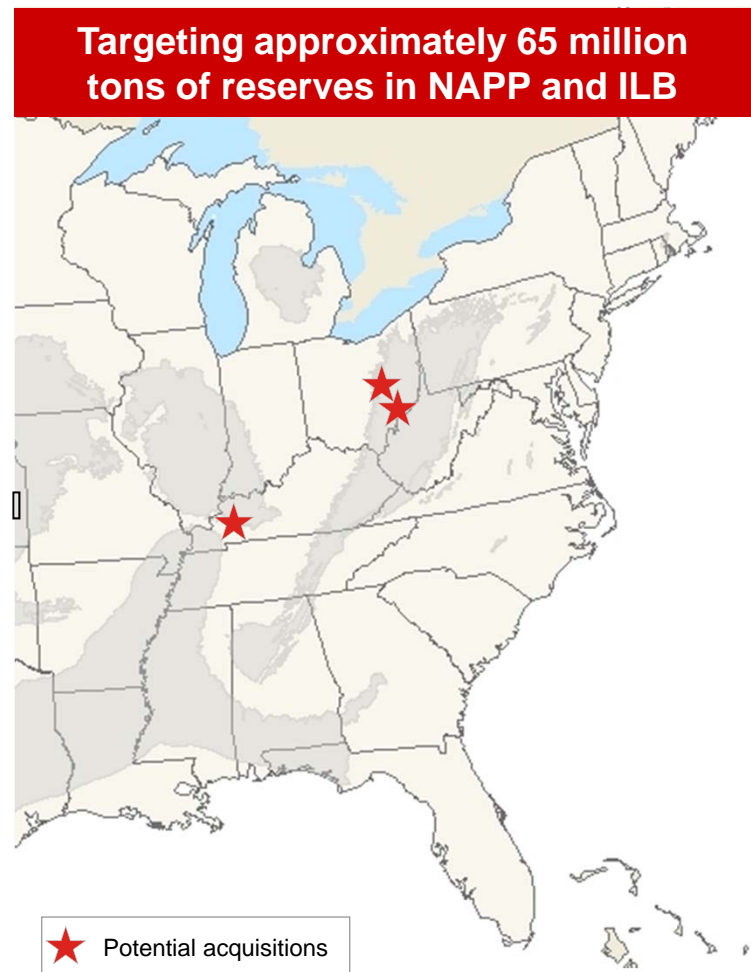 Targeting approximately 65 million
tons of reserves in NAPP and ILB
Potential acquisitions